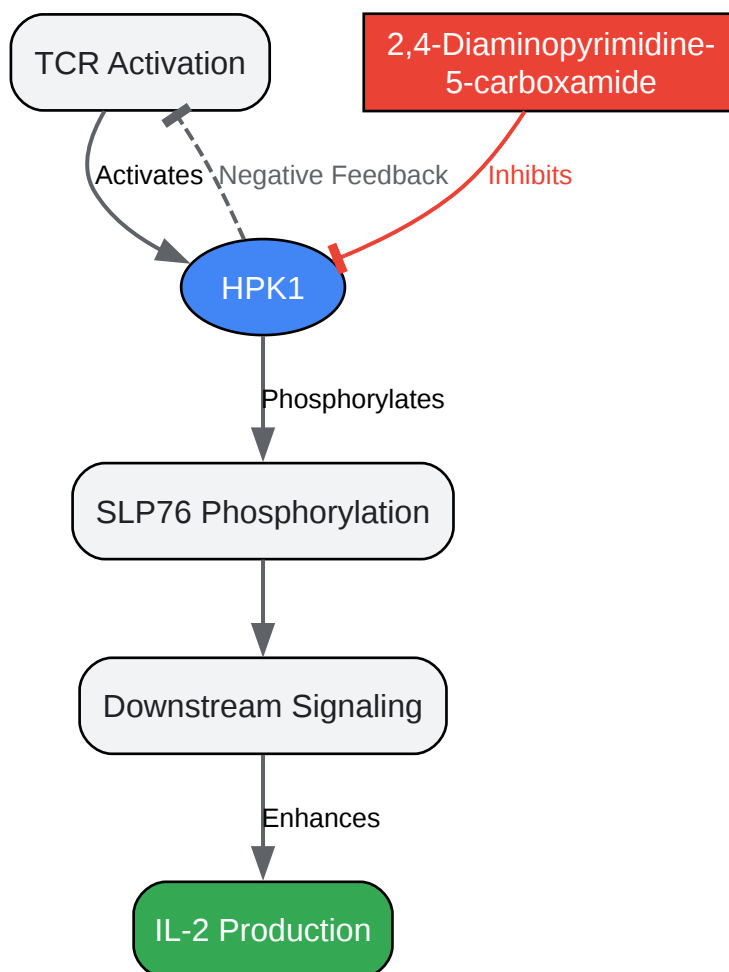 TCR Activation
2,4-Diaminopyrimidine-
5-carboxamide
Activates
Negative Feedback
Inhibits
HPK1
Phosphorylates
SLP76 Phosphorylation
Downstream Signaling
Enhances
IL-2 Production